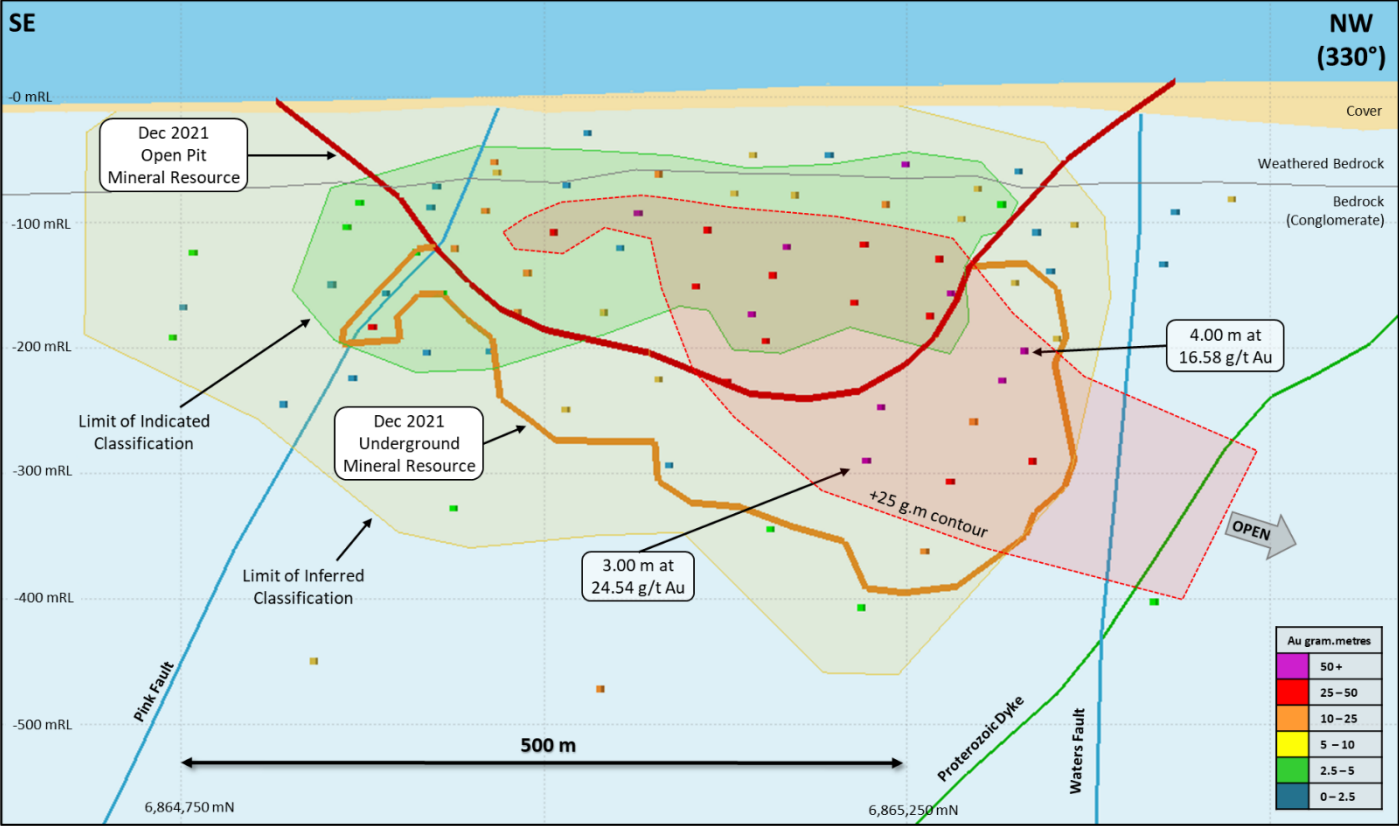 SE
NW
(330°)
-0 mRL
Cover
Dec 2021
Open Pit
Mineral Resource
Weathered Bedrock
Bedrock
(Conglomerate)
-100 mRL
-200 mRL
4.00 m at
16.58 g/t Au
Limit of Indicated
Classification
Dec 2021
Underground
Mineral Resource
-300 mRL
+25 g.m contour
OPEN
3.00 m at
24.54 g/t Au
Limit of Inferred
Classification
-400 mRL
Au gram.metres
50 +
25 – 50
10 – 25
5 – 10
2.5 – 5
0 – 2.5
Pink Fault
-500 mRL
500 m
Proterozoic Dyke
Waters Fault
6,864,750 mN
6,865,250 mN